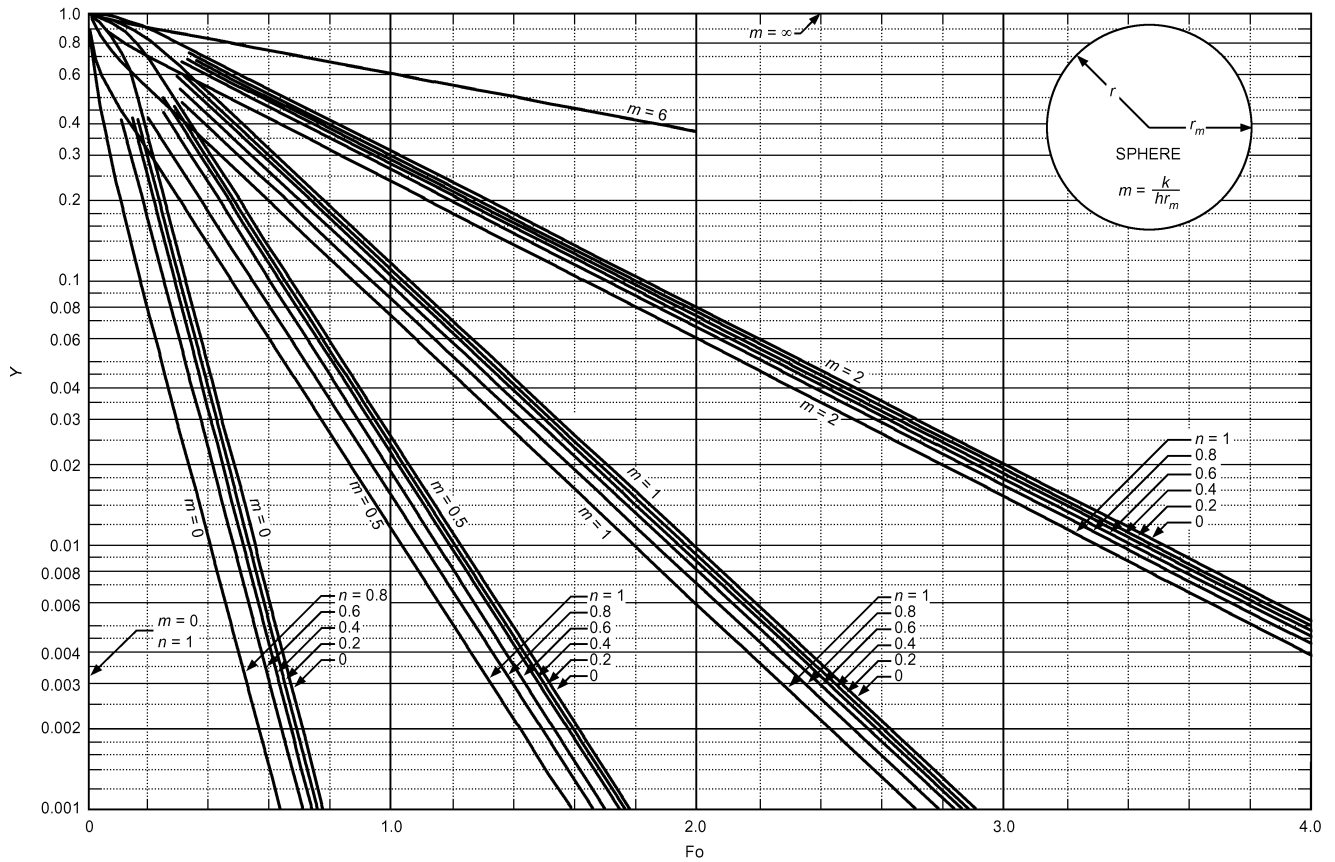 1.0
0.8
0.6
0.4
0.3
0.2
0.1
0.08
0.06
0.04
0.03
0.02
0.01
0.008
0.006
0.004
0.003
0.002
0.001
Y
0
1.0
2.0
3.0
4.0
Fo
m = ∞
m = 6
r
r_m
SPHERE
m = k/hr_m
m = 2
m = 2
n = 1
0.8
0.6
0.4
0.2
0
m = 1
m = 1
m = 0.5
m = 0.5
m = 0
m = 0
m = 0
n = 1
n = 0.8
0.6
0.4
0.2
0
n = 1
0.8
0.6
0.4
0.2
0
n = 1
0.8
0.6
0.4
0.2
0